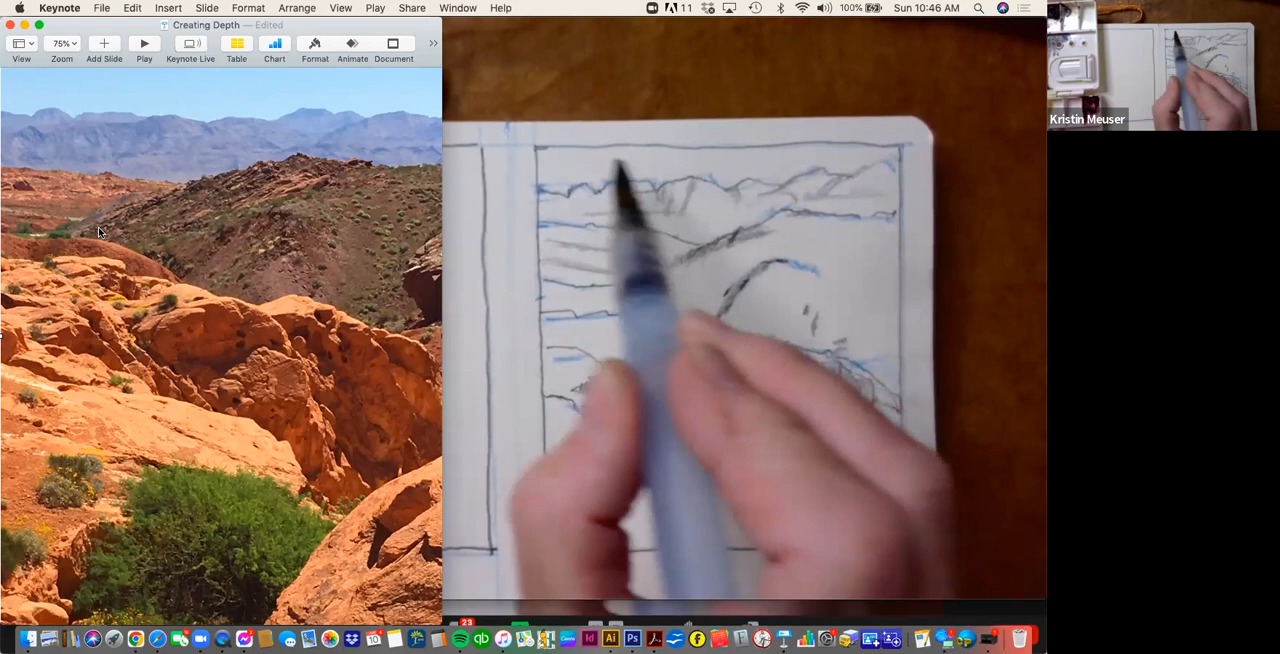 Keynote File Edit Insert Slide Format Arrange View Play Share Window Help 11 100% Sun 10:46 AM
Creating Depth — Edited
75%
View Zoom Add Slide Play Keynote Live Table Chart Format Animate Document
Kristin Meuser
23